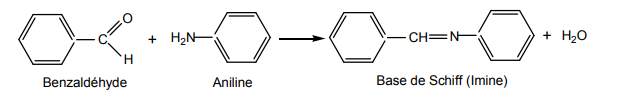 O
C
H
+ H₂N
CH=N
+ H₂O
Benzaldéhyde
Aniline
Base de Schiff (Imine)